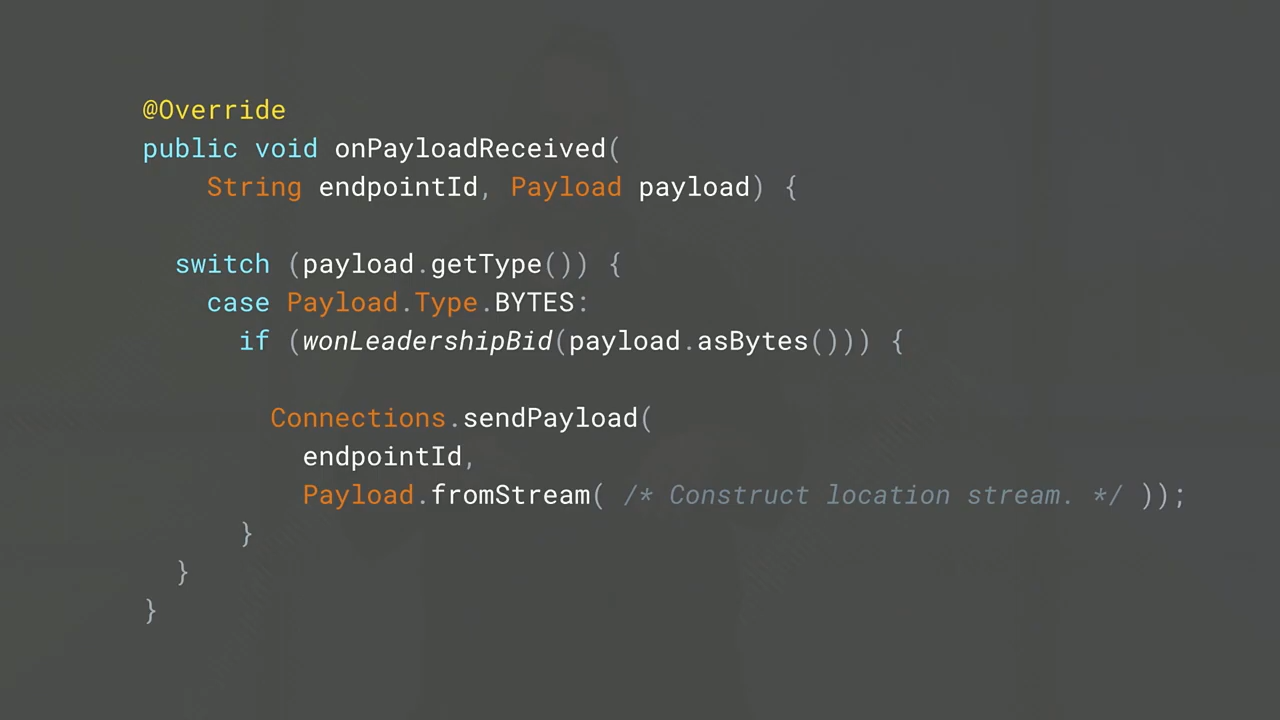 @Override
public void onPayloadReceived(
String endpointId, Payload payload) {
switch (payload.getType()) {
case Payload.Type.BYTES:
if (wonLeadershipBid(payload.asBytes())) {
Connections.sendPayload(
endpointId,
Payload.fromStream( /* Construct location stream. */ ));
}
}
}